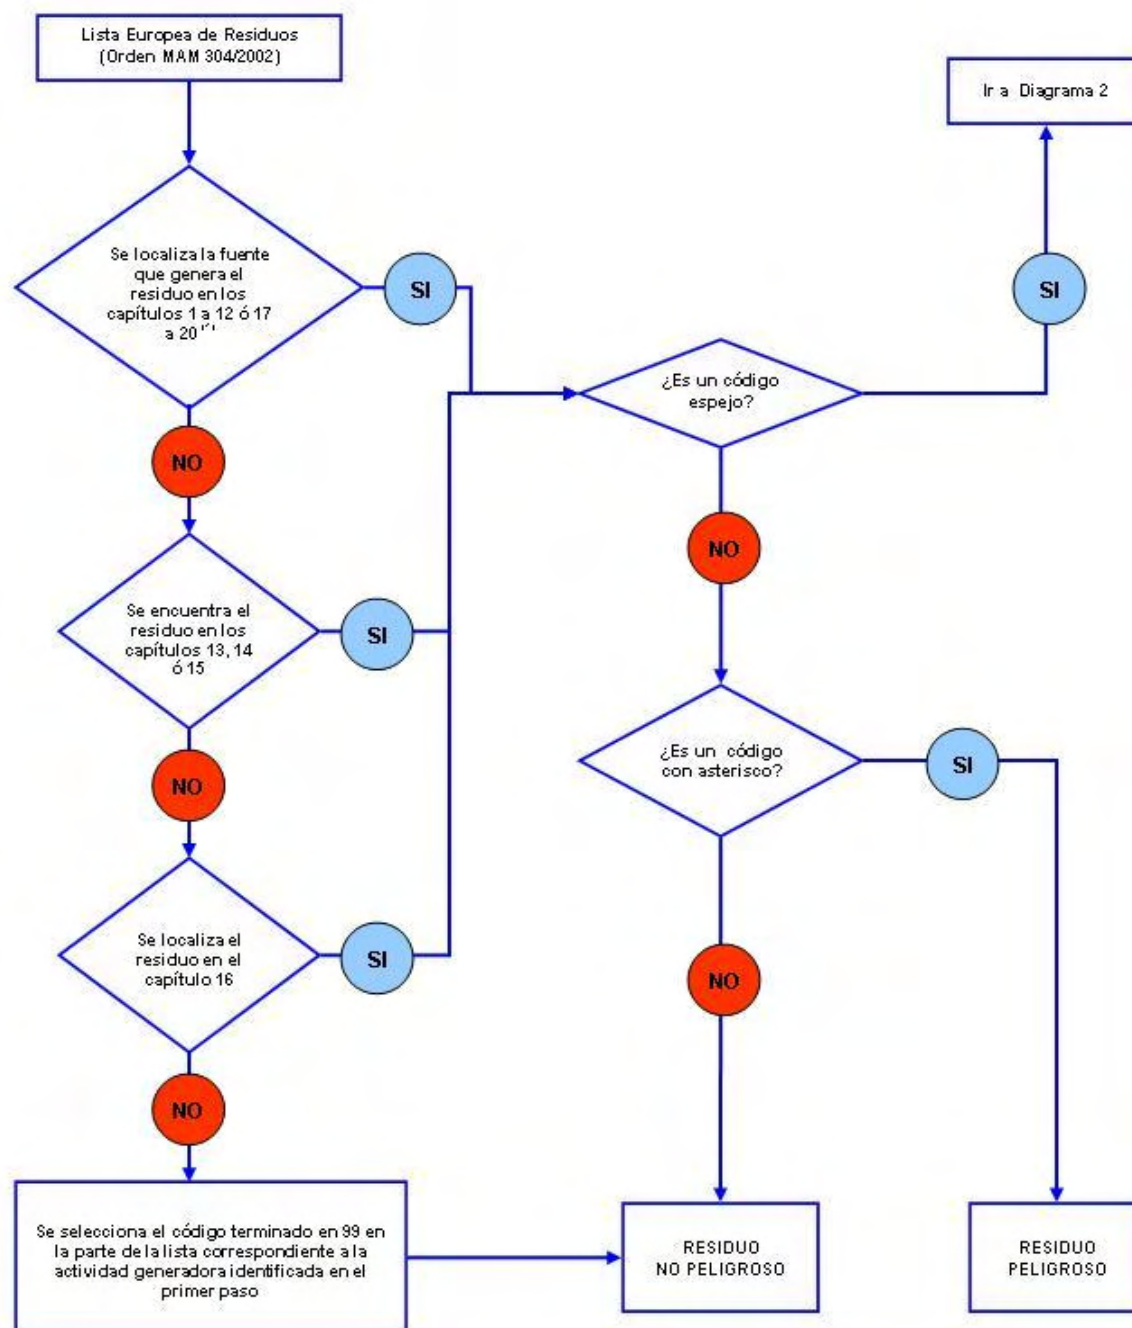 Lista Europea de Residuos
(Orden MAM 304/2002)
Ir a Diagrama 2
Se localiza la fuente
que genera el
residuo en los
capítulos 1 a 12 ó 17
a 20
SI
SI
¿Es un código
espejo?
NO
NO
Se encuentra el
residuo en los
capítulos 13, 14
ó 15
SI
¿Es un código
con asterisco?
SI
NO
Se localiza el
residuo en el
capítulo 16
SI
NO
NO
Se selecciona el código terminado en 99 en
la parte de la lista correspondiente a la
actividad generadora identificada en el
primer paso
RESIDUO
NO PELIGROSO
RESIDUO
PELIGROSO